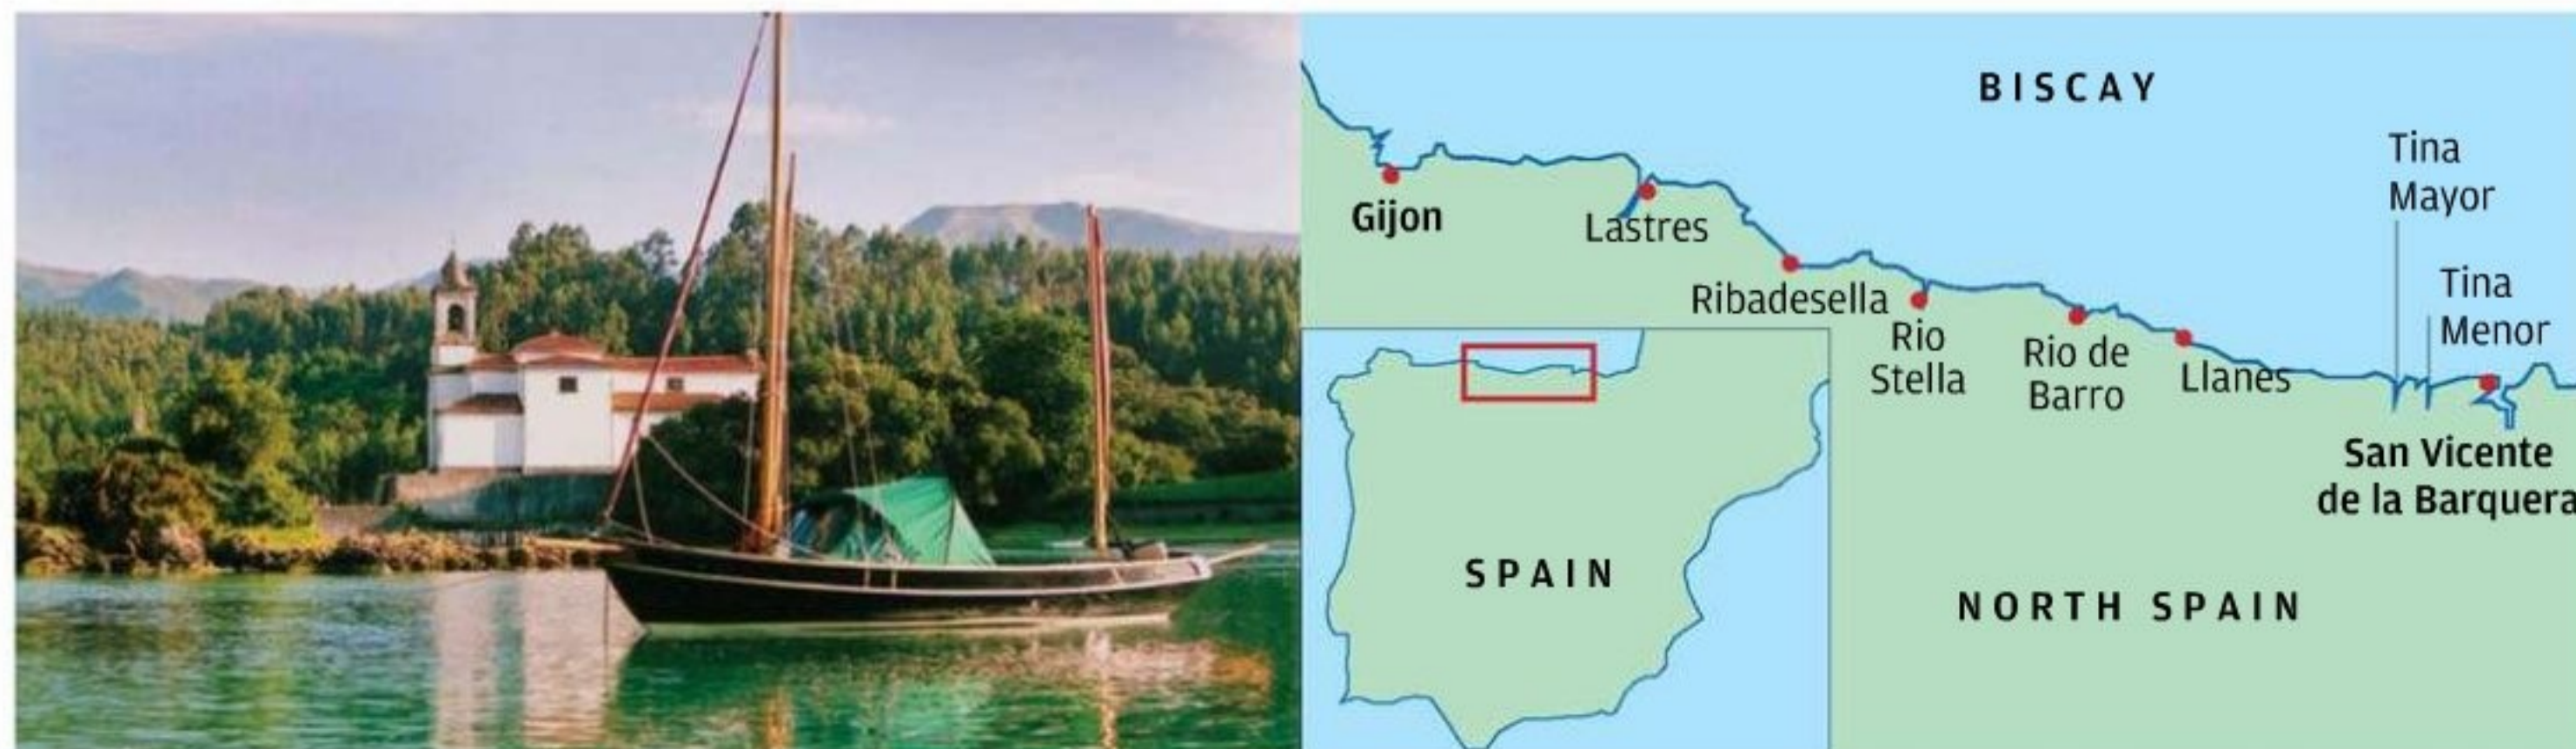 BISCAY
Tina
Mayor
Tina
Menor
Gijon
Lastres
Ribadesella
Rio
Stella
Rio de
Barro
Llanes
San Vicente
de la Barquera
SPAIN
NORTH SPAIN